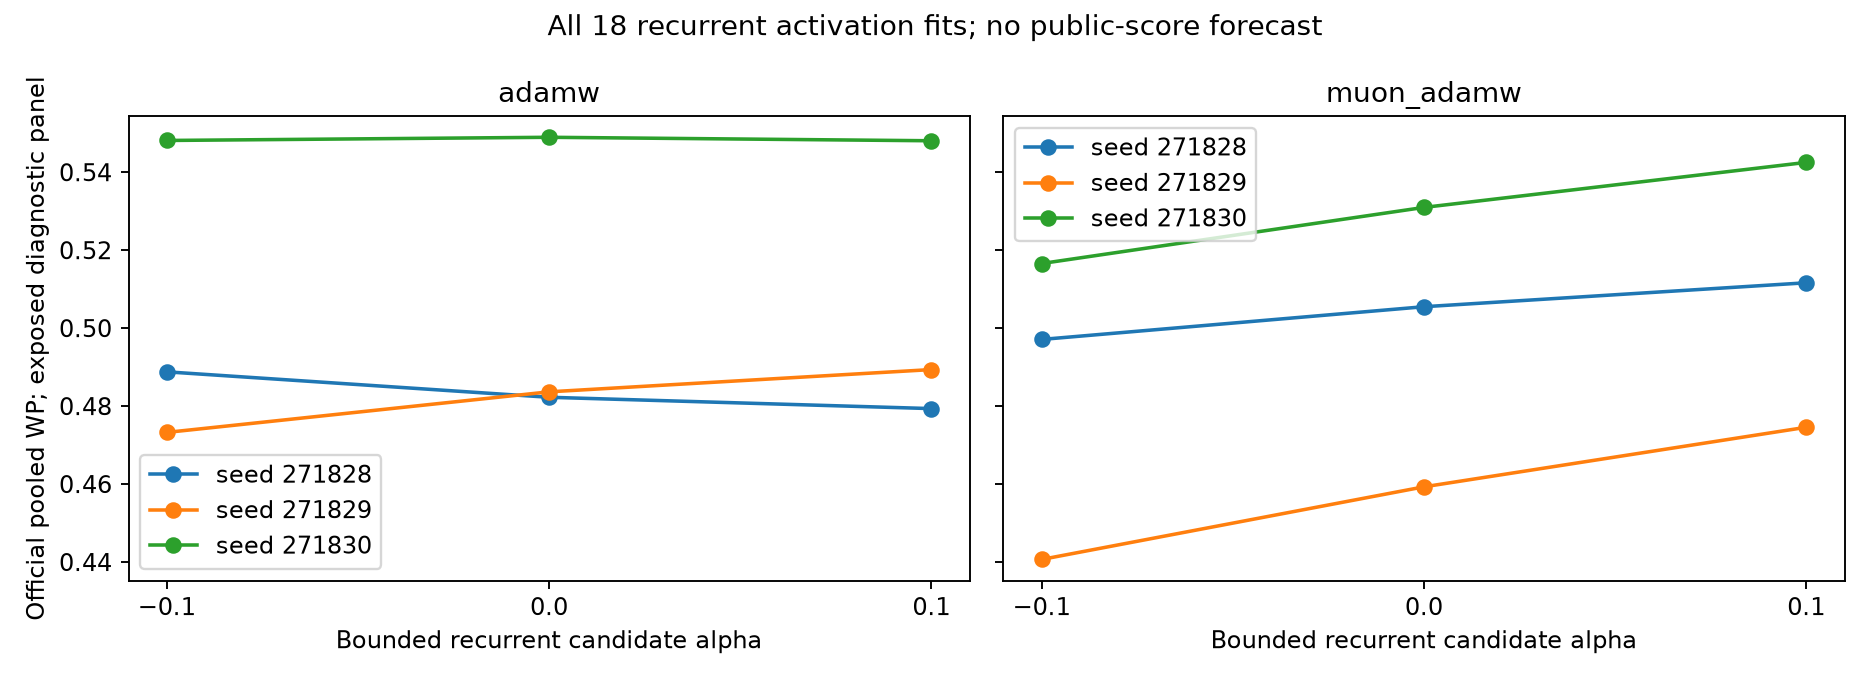 All 18 recurrent activation fits; no public-score forecast
adamw
Official pooled WP; exposed diagnostic panel
0.54
0.52
0.50
0.48
0.46
0.44
seed 271828
seed 271829
seed 271830
−0.1
0.0
0.1
Bounded recurrent candidate alpha
muon_adamw
seed 271828
seed 271829
seed 271830
−0.1
0.0
0.1
Bounded recurrent candidate alpha